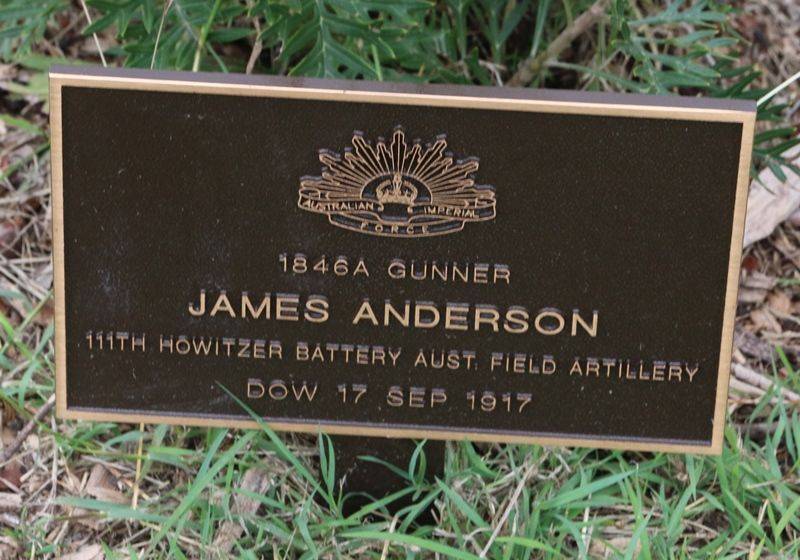 AUSTRALIAN IMPERIAL
FORCE
1846A GUNNER
JAMES ANDERSON
111TH HOWITZER BATTERY AUST. FIELD ARTILLERY
DOW 17 SEP 1917